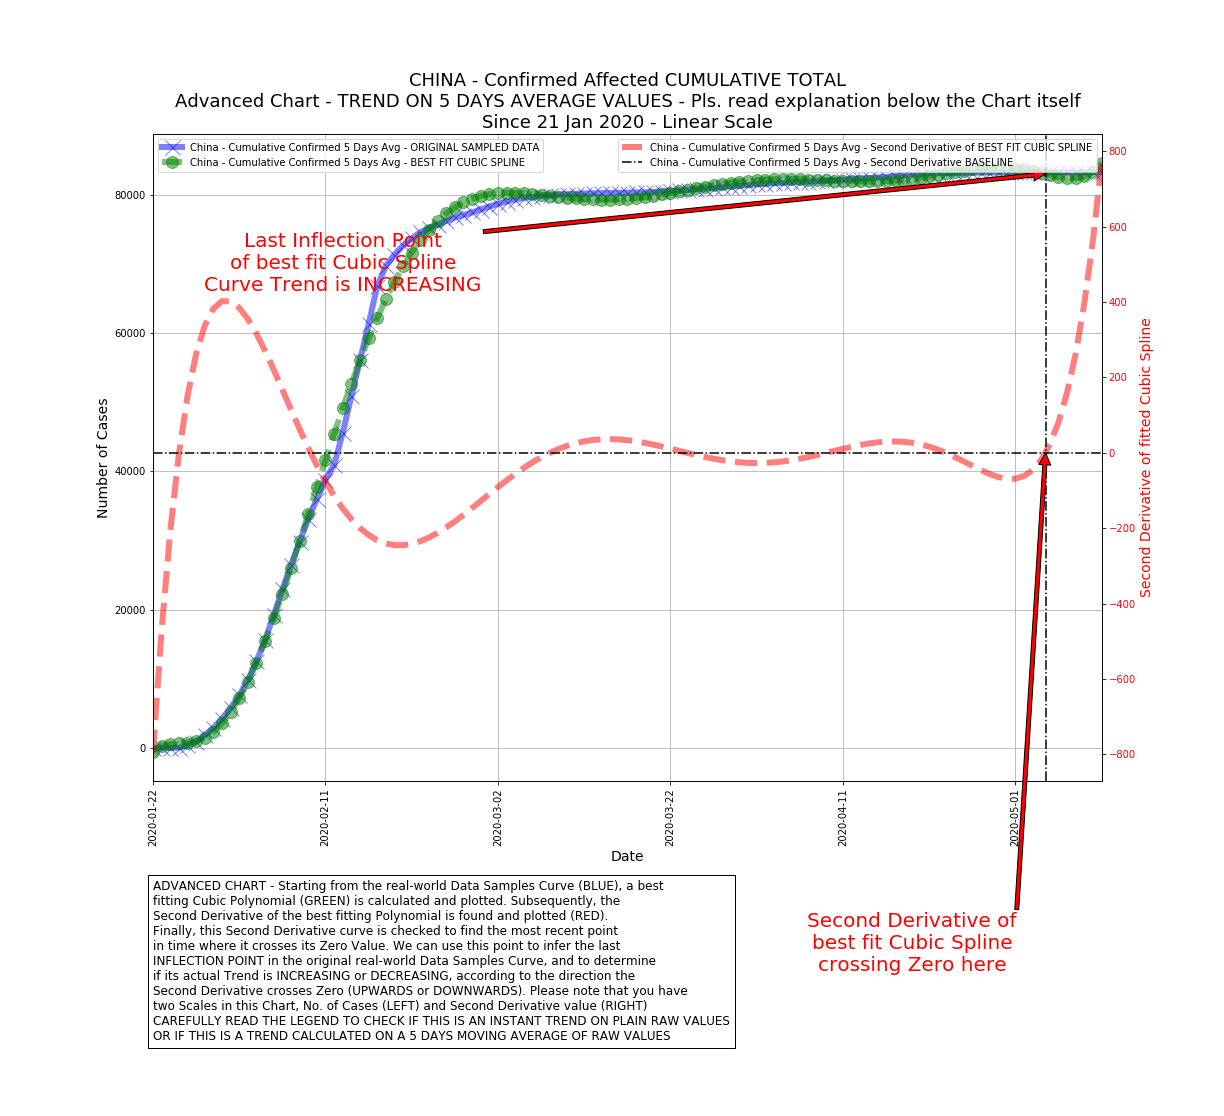 CHINA - Confirmed Affected CUMULATIVE TOTAL
Advanced Chart - TREND ON 5 DAYS AVERAGE VALUES - Pls. read explanation below the Chart itself
Since 21 Jan 2020 - Linear Scale
China - Cumulative Confirmed 5 Days Avg - ORIGINAL SAMPLED DATA
China - Cumulative Confirmed 5 Days Avg - BEST FIT CUBIC SPLINE
China - Cumulative Confirmed 5 Days Avg - Second Derivative of BEST FIT CUBIC SPLINE
China - Cumulative Confirmed 5 Days Avg - Second Derivative BASELINE
Last Inflection Point
of best fit Cubic Spline
Curve Trend is INCREASING
Number of Cases
80000
60000
40000
20000
0
800
600
400
200
0
−200
−400
−600
−800
Second Derivative of fitted Cubic Spline
2020-01-22
2020-02-11
2020-03-02
2020-03-22
2020-04-11
2020-05-01
Date
Second Derivative of
best fit Cubic Spline
crossing Zero here
ADVANCED CHART - Starting from the real-world Data Samples Curve (BLUE), a best
fitting Cubic Polynomial (GREEN) is calculated and plotted. Subsequently, the
Second Derivative of the best fitting Polynomial is found and plotted (RED).
Finally, this Second Derivative curve is checked to find the most recent point
in time where it crosses its Zero Value. We can use this point to infer the last
INFLECTION POINT in the original real-world Data Samples Curve, and to determine
if its actual Trend is INCREASING or DECREASING, according to the direction the
Second Derivative crosses Zero (UPWARDS or DOWNWARDS). Please note that you have
two Scales in this Chart, No. of Cases (LEFT) and Second Derivative value (RIGHT)
CAREFULLY READ THE LEGEND TO CHECK IF THIS IS AN INSTANT TREND ON PLAIN RAW VALUES
OR IF THIS IS A TREND CALCULATED ON A 5 DAYS MOVING AVERAGE OF RAW VALUES